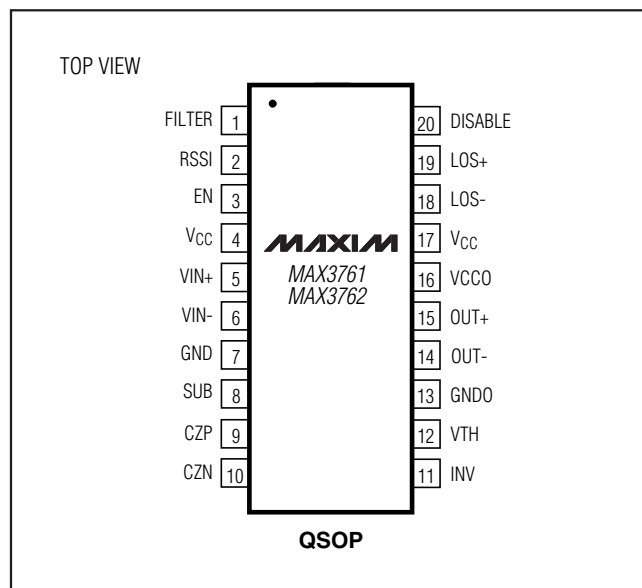 TOP VIEW
FILTER 1
RSSI 2
EN 3
VCC 4
VIN+ 5
VIN- 6
GND 7
SUB 8
CZP 9
CZN 10
MAXIM
MAX3761
MAX3762
20 DISABLE
19 LOS+
18 LOS-
17 VCC
16 VCCO
15 OUT+
14 OUT-
13 GNDO
12 VTH
11 INV
QSOP